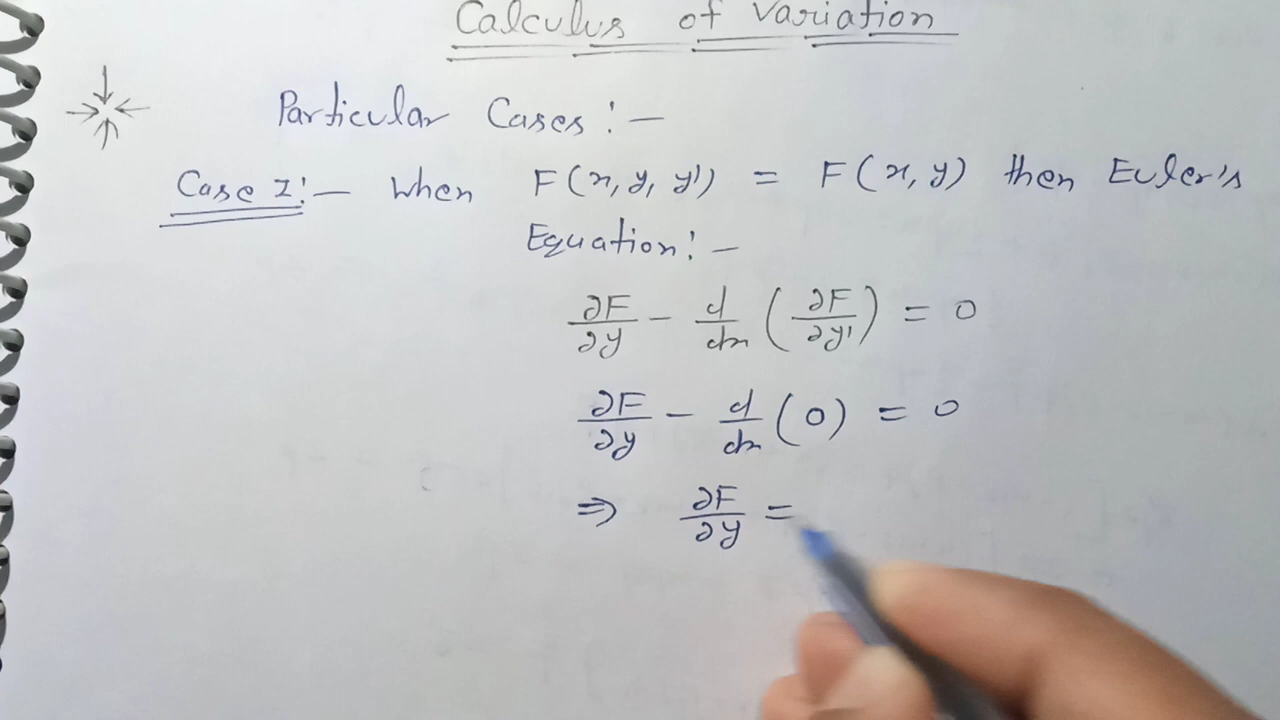 Calculus of Variation
Particular Cases:-
Case I:- When F(x, y, y') = F(x, y) then Euler's
Equation:-
∂F/∂y - d/dx (∂F/∂y') = 0
∂F/∂y - d/dx (0) = 0
⇒ ∂F/∂y =